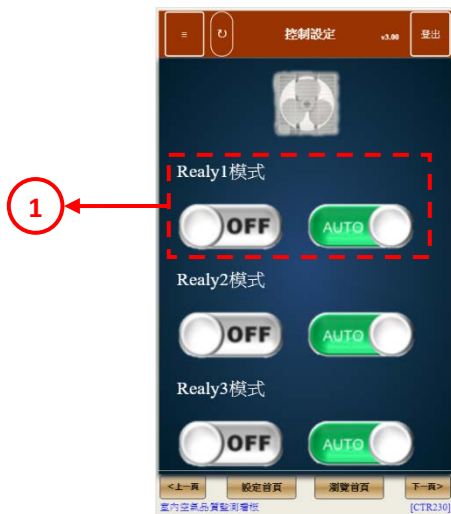 ≡ ↻ 控制設定 v3.00 登出
Realy1模式
1
OFF AUTO
Realy2模式
OFF AUTO
Realy3模式
OFF AUTO
<上一頁 設定首頁 瀏覽首頁 下一頁>
室內空氣品質監測看板 [CTR230]